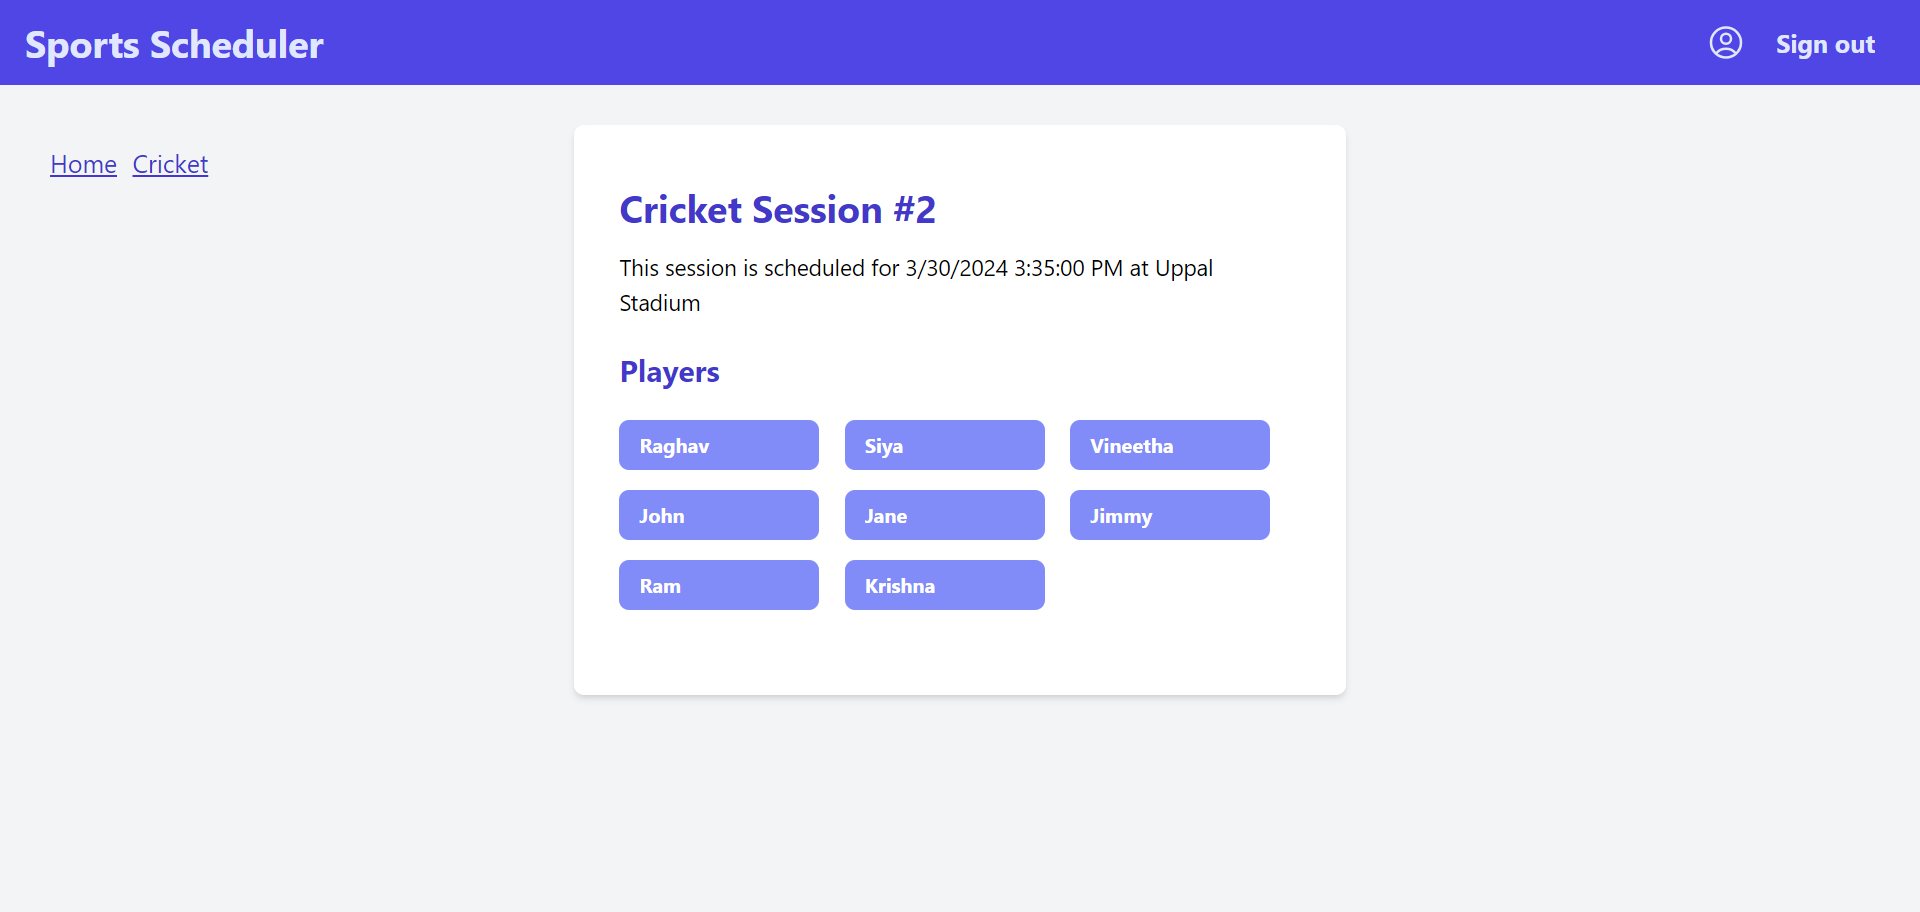 Sports Scheduler
Sign out
Home Cricket
Cricket Session #2
This session is scheduled for 3/30/2024 3:35:00 PM at Uppal
Stadium
Players
Raghav Siya Vineetha
John Jane Jimmy
Ram Krishna